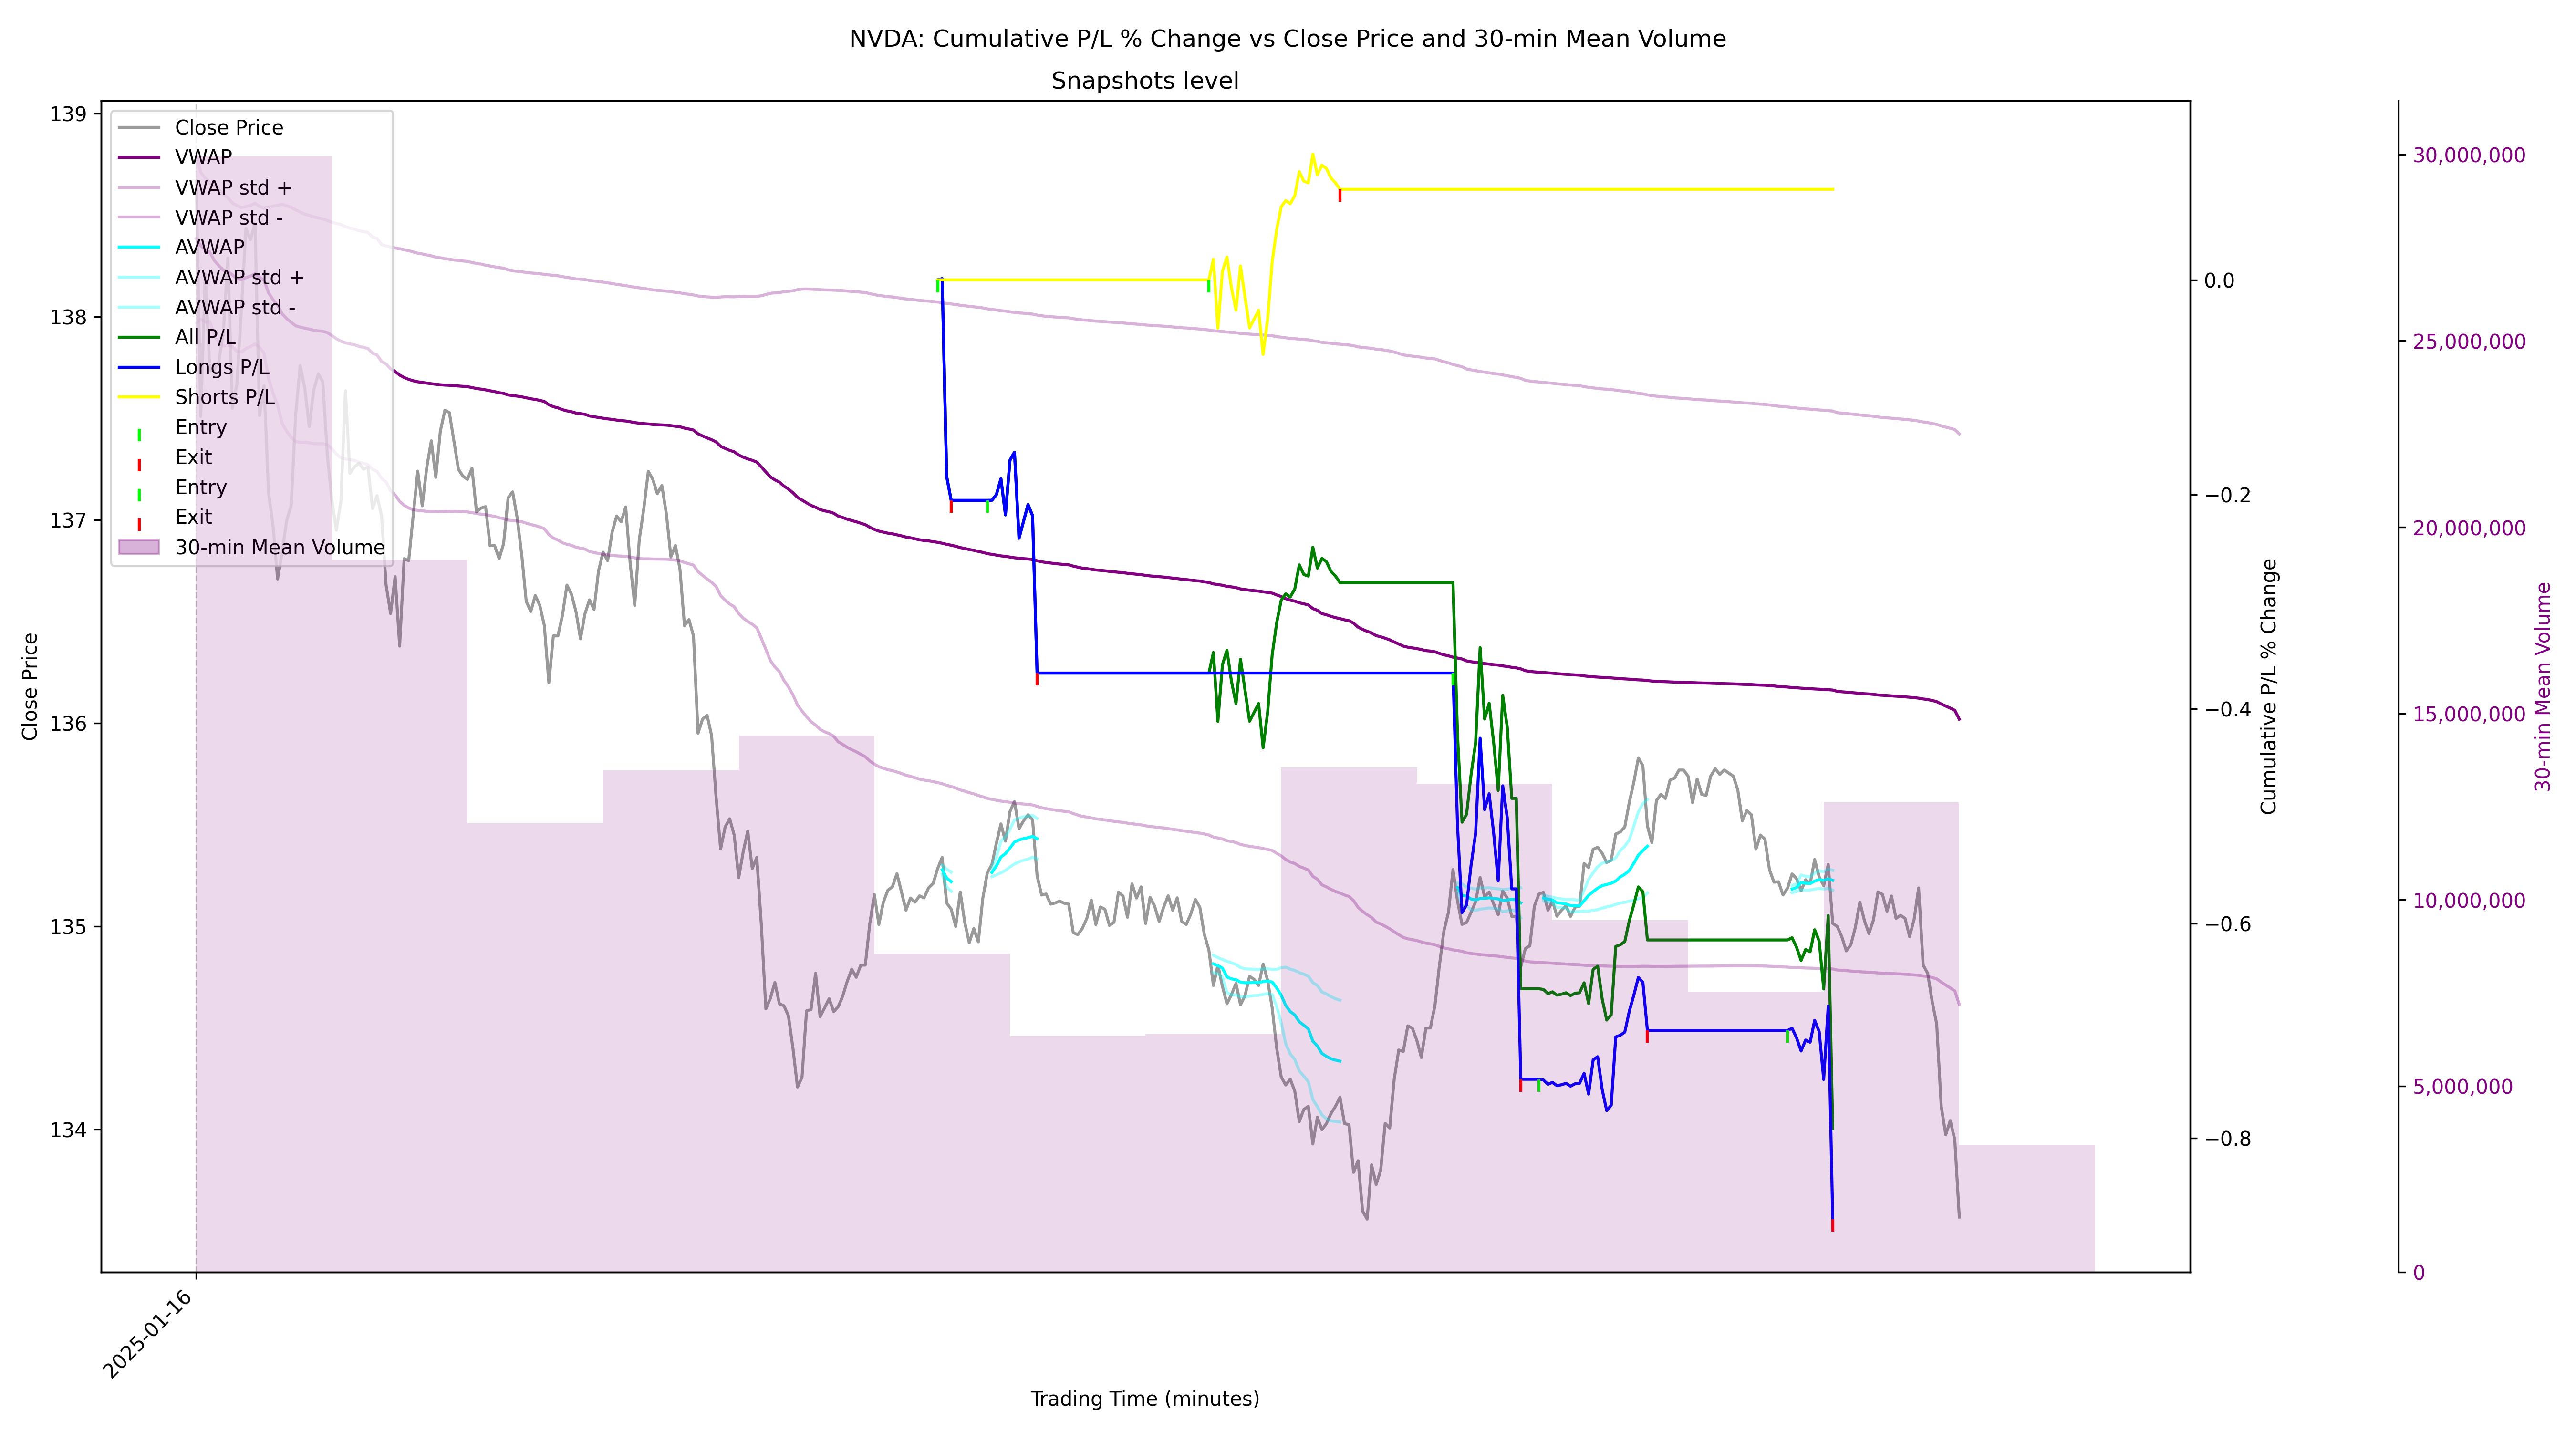 NVDA: Cumulative P/L % Change vs Close Price and 30-min Mean Volume
Snapshots level
Close Price
VWAP
VWAP std +
VWAP std -
AVWAP
AVWAP std +
AVWAP std -
All P/L
Longs P/L
Shorts P/L
Entry
Exit
Entry
Exit
30-min Mean Volume
139
138
137
136
135
134
Close Price
0.0
−0.2
−0.4
−0.6
−0.8
Cumulative P/L % Change
30,000,000
25,000,000
20,000,000
15,000,000
10,000,000
5,000,000
0
30-min Mean Volume
2025-01-16
Trading Time (minutes)